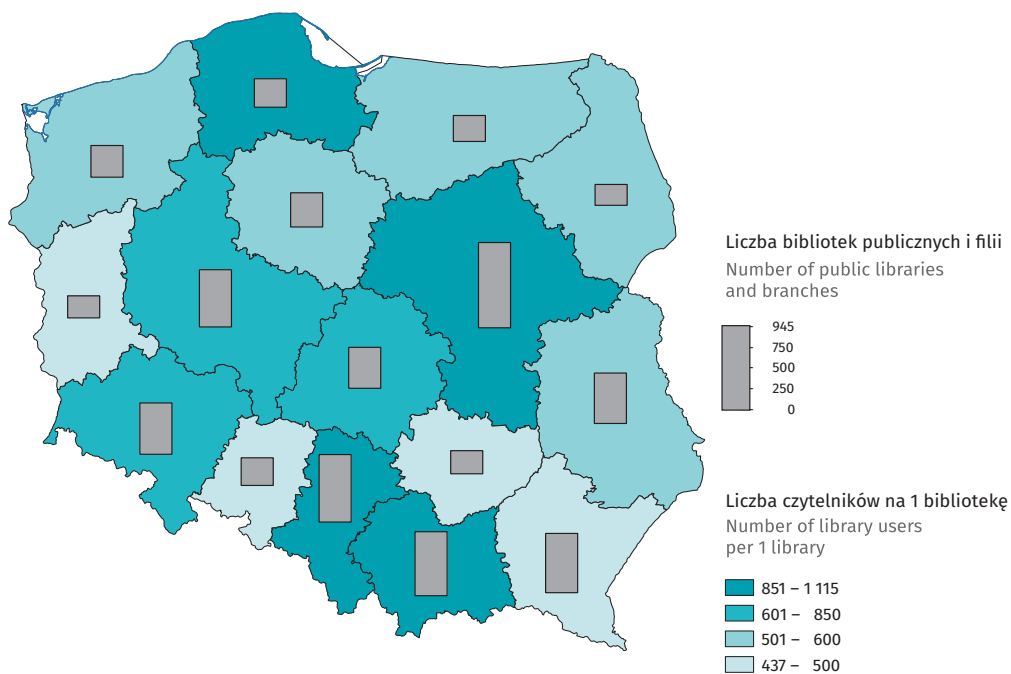 Liczba bibliotek publicznych i filii
Number of public libraries
and branches
945
750
500
250
0
Liczba czytelników na 1 bibliotekę
Number of library users
per 1 library
851 – 1 115
601 – 850
501 – 600
437 – 500